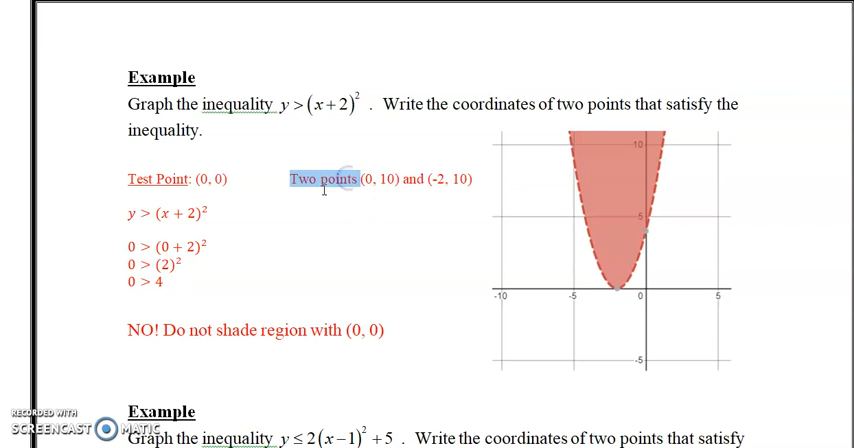 Example
Graph the inequality y > (x+2)². Write the coordinates of two points that satisfy the
inequality.
Test Point: (0, 0) Two points (0, 10) and (-2, 10)
y > (x + 2)²
0 > (0 + 2)²
0 > (2)²
0 > 4
NO! Do not shade region with (0, 0)
10
5
-10 -5 0 5
-5
Example
Graph the inequality y ≤ 2(x−1)² + 5. Write the coordinates of two points that satisfy
RECORDED WITH
SCREENCAST MATIC